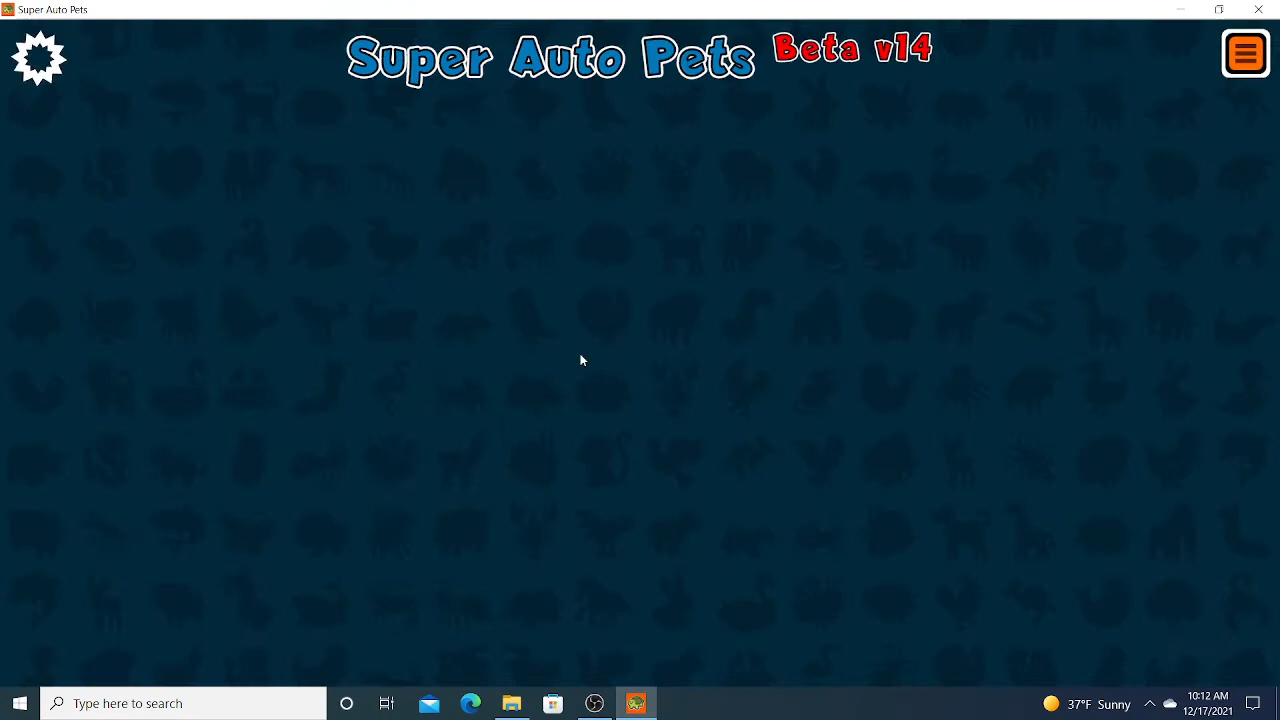 Super Auto Pets
Super Auto Pets Beta v14
Type here to search
37°F Sunny
10:12 AM
12/17/2021